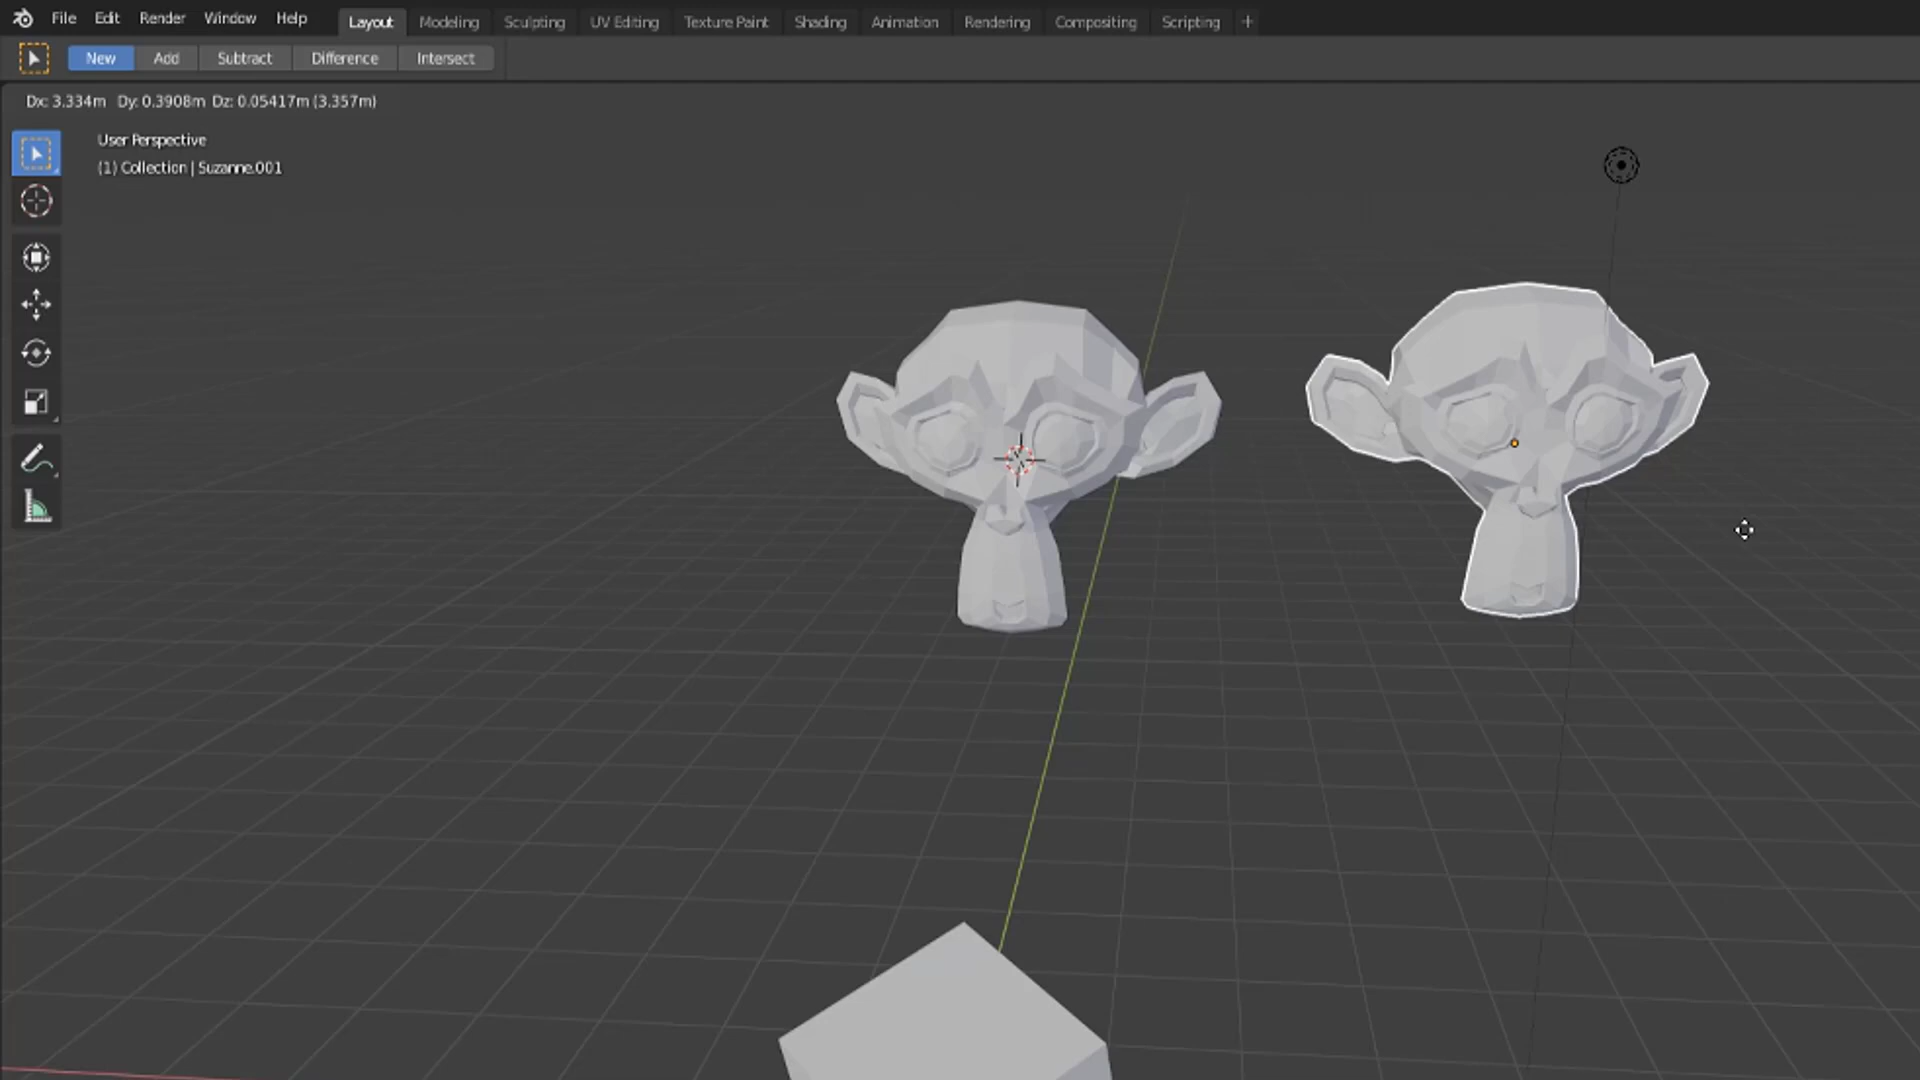 File Edit Render Window Help Layout Modeling Sculpting UV Editing Texture Paint Shading Animation Rendering Compositing Scripting +
New Add Subtract Difference Intersect
Dx: 3.334m Dy: 0.3908m Dz: 0.05417m (3.357m)
User Perspective
(1) Collection | Suzanne.001